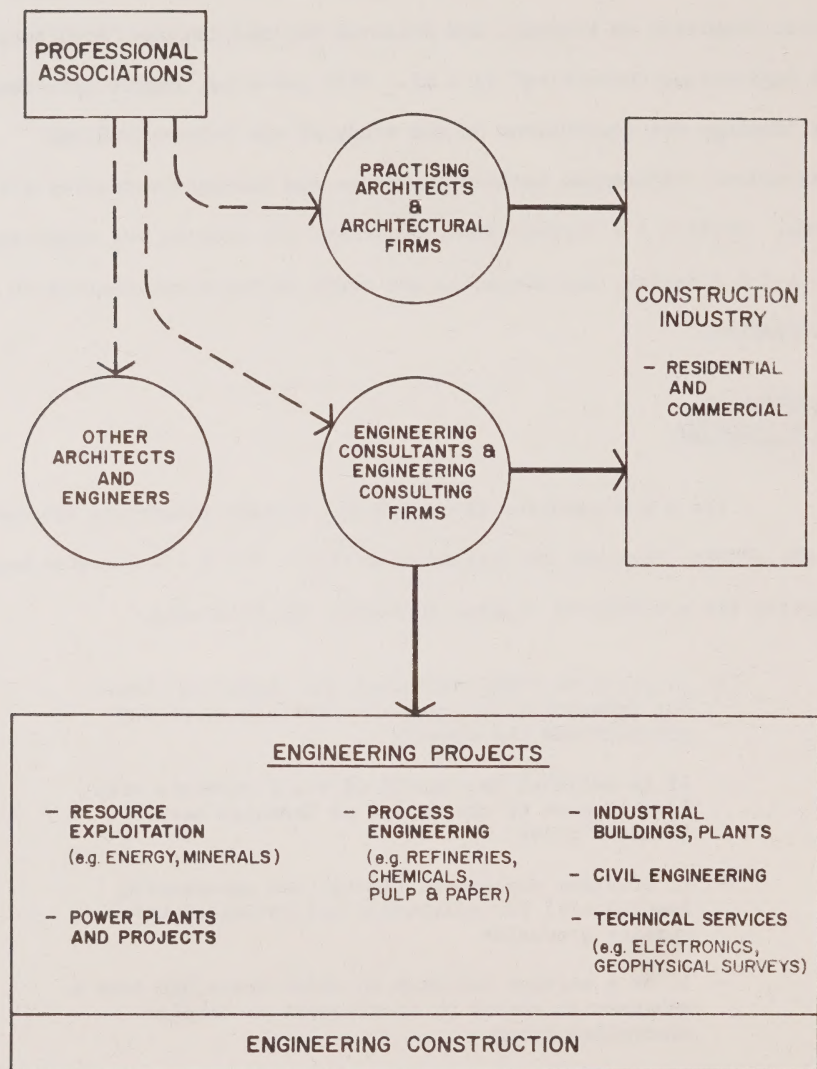 PROFESSIONAL
ASSOCIATIONS
PRACTISING
ARCHITECTS
&
ARCHITECTURAL
FIRMS
CONSTRUCTION
INDUSTRY
- RESIDENTIAL
AND
COMMERCIAL
OTHER
ARCHITECTS
AND
ENGINEERS
ENGINEERING
CONSULTANTS &
ENGINEERING
CONSULTING
FIRMS
ENGINEERING PROJECTS
- RESOURCE
EXPLOITATION
(e.g. ENERGY, MINERALS)
- POWER PLANTS
AND PROJECTS
- PROCESS
ENGINEERING
(e.g. REFINERIES,
CHEMICALS,
PULP & PAPER)
- INDUSTRIAL
BUILDINGS, PLANTS
- CIVIL ENGINEERING
- TECHNICAL SERVICES
(e.g. ELECTRONICS,
GEOPHYSICAL SURVEYS)
ENGINEERING CONSTRUCTION